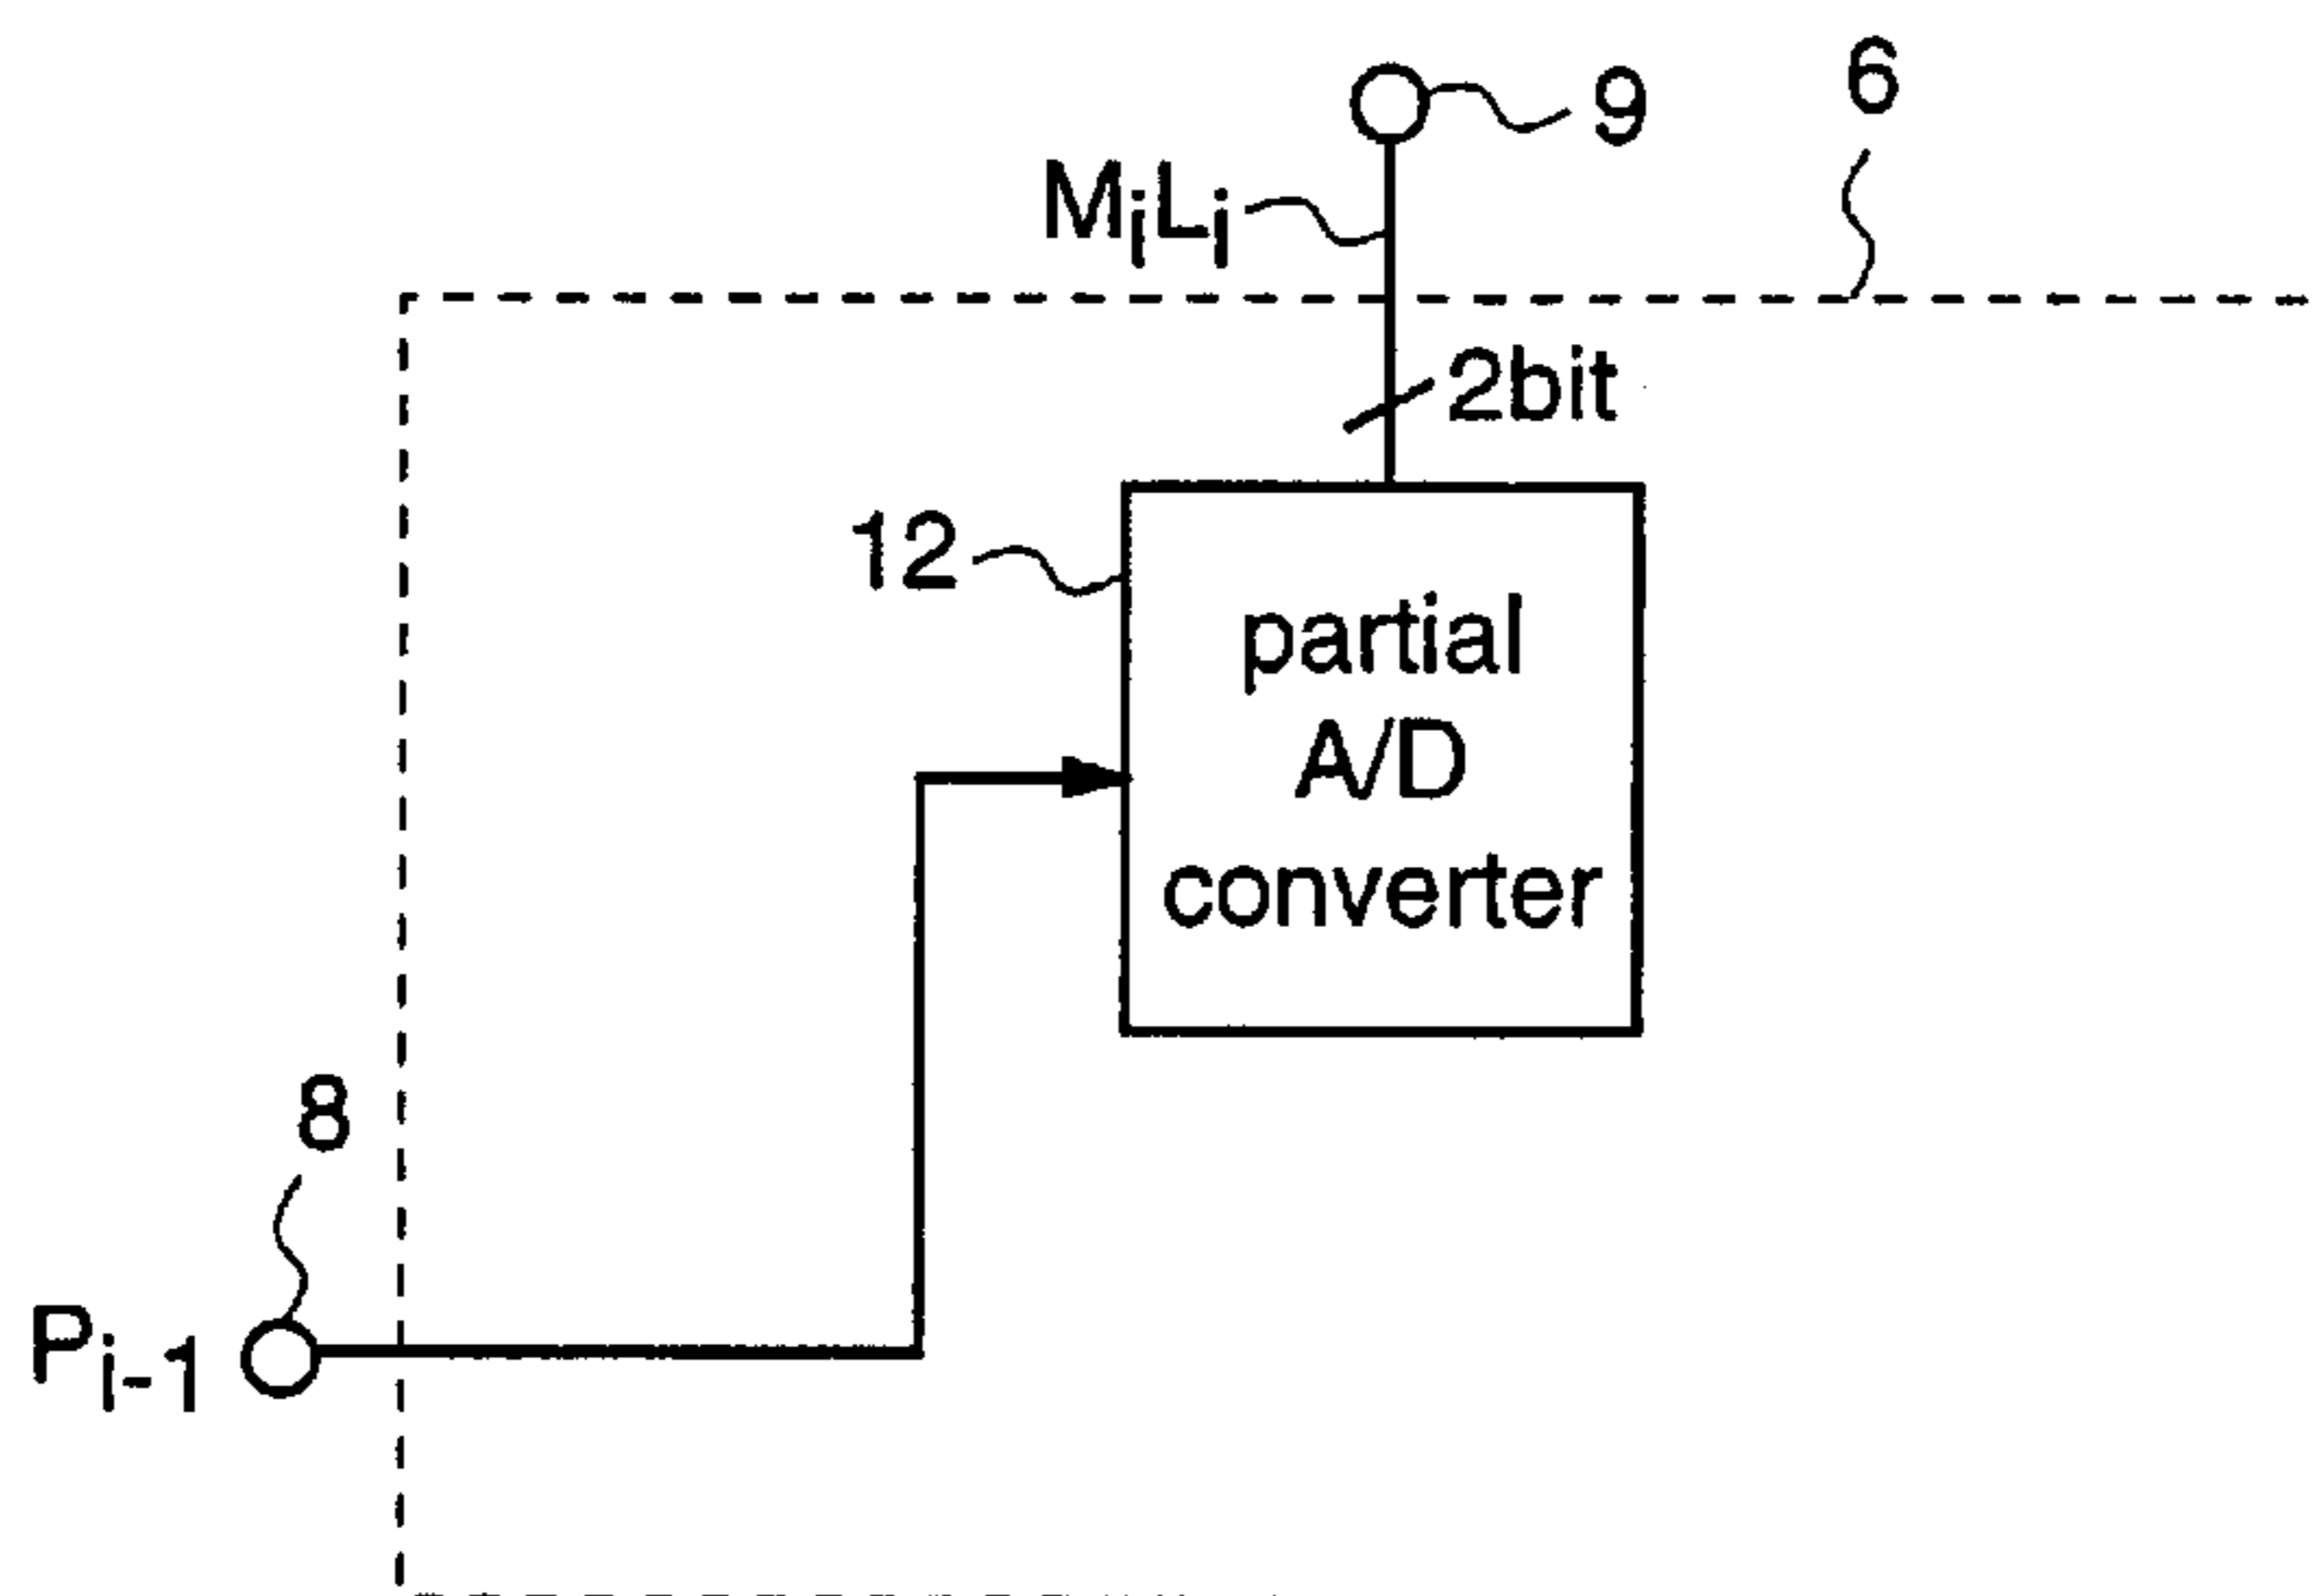 6
9
MiLi
2bit
12
partial
A/D
converter
8
Pi-1